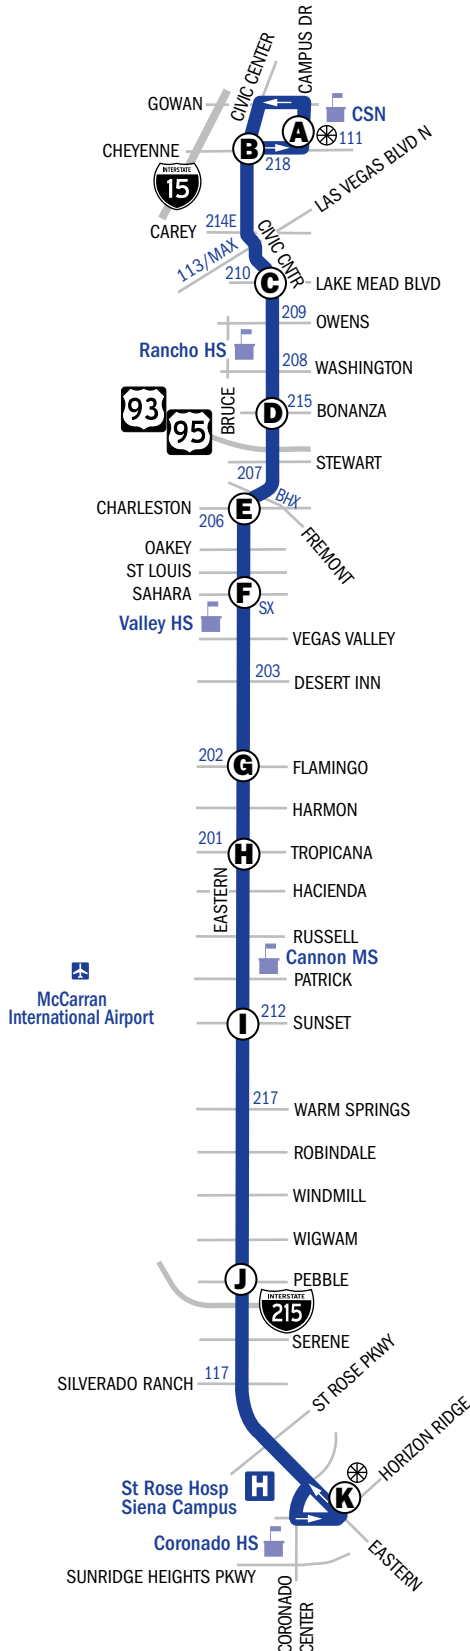 CIVIC CENTER
CAMPUS DR
GOWAN
CSN
A
111
CHEYENNE
B
218
INTERSTATE
15
LAS VEGAS BLVD N
CAREY
214E
CIVIC CNTR
113/MAX
210
C
LAKE MEAD BLVD
209
OWENS
Rancho HS
208
WASHINGTON
93
95
BRUCE
D
215
BONANZA
STEWART
207
BHX
CHARLESTON
E
206
FREMONT
OAKEY
ST LOUIS
SAHARA
F
SX
Valley HS
VEGAS VALLEY
203
DESERT INN
202
G
FLAMINGO
HARMON
201
H
TROPICANA
EASTERN
HACIENDA
RUSSELL
Cannon MS
PATRICK
McCarran
International Airport
I
212
SUNSET
217
WARM SPRINGS
ROBINDALE
WINDMILL
WIGWAM
J
PEBBLE
INTERSTATE
215
SERENE
117
SILVERADO RANCH
ST ROSE PKWY
HORIZON RIDGE
St Rose Hosp
Siena Campus
H
K
Coronado HS
EASTERN
SUNRIDGE HEIGHTS PKWY
CORONADO
CENTER